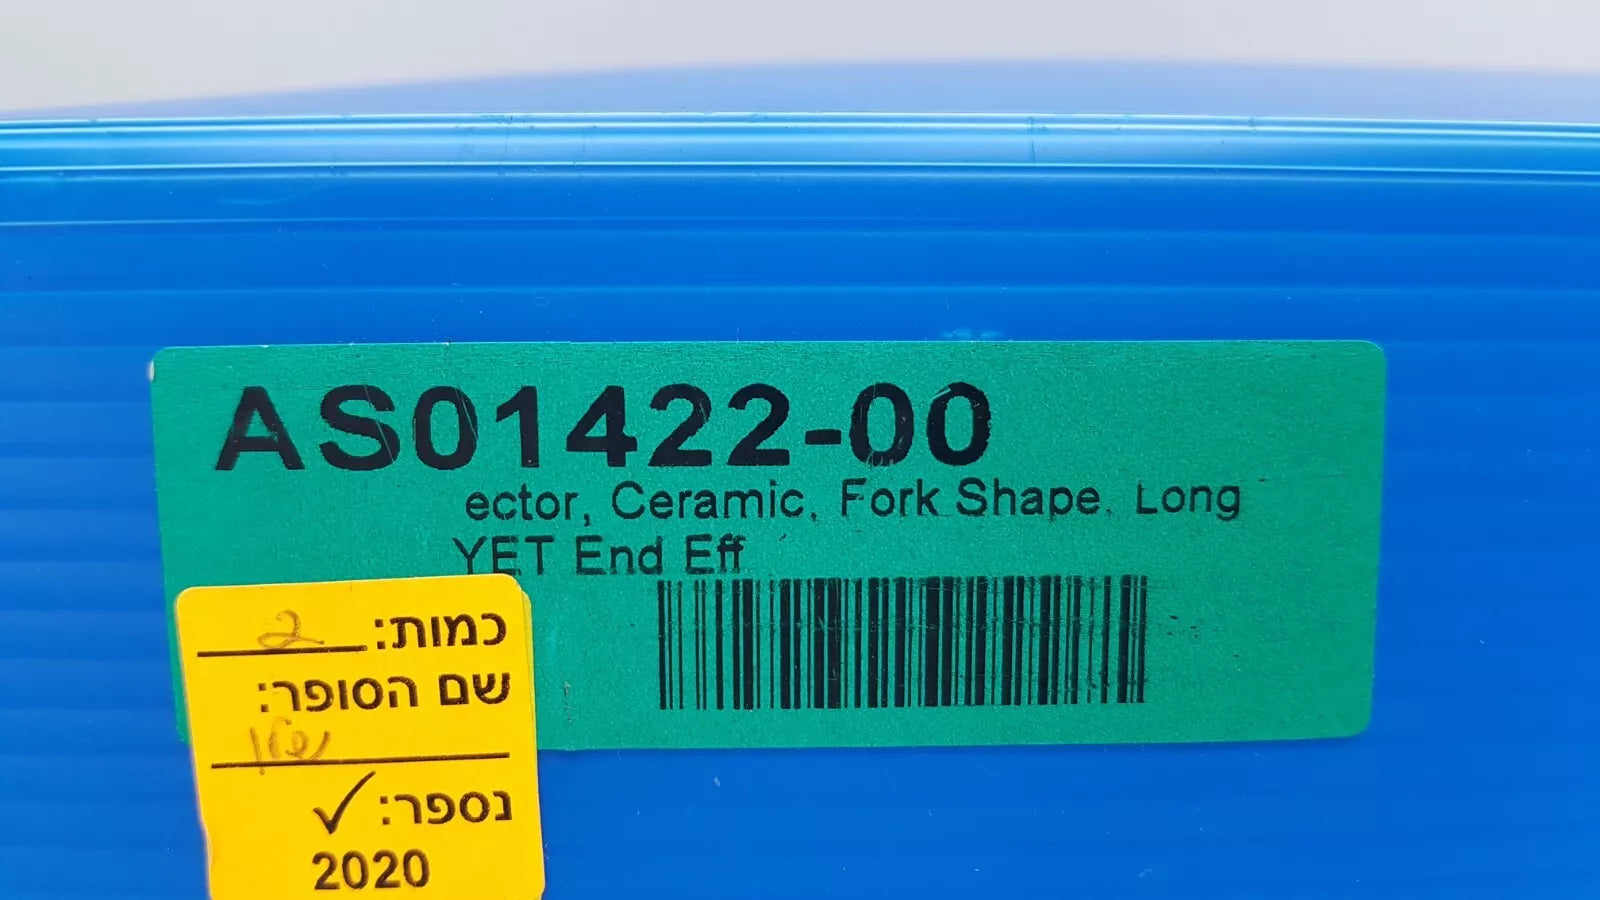 AS01422-00
ector, Ceramic, Fork Shape, Long
YET End Eff
כמות: 2
שם הסופר:
נספר: ✓
2020